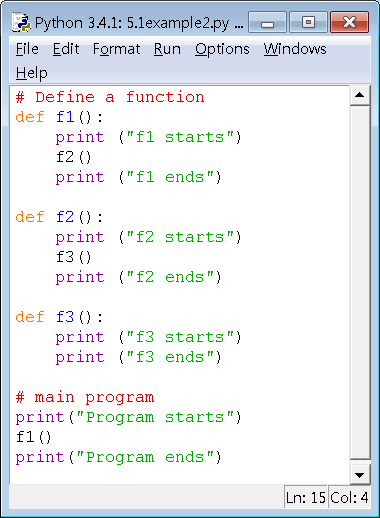 Python 3.4.1: 5.1example2.py ...
File Edit Format Run Options Windows
Help
# Define a function
def f1():
    print ("f1 starts")
    f2()
    print ("f1 ends")

def f2():
    print ("f2 starts")
    f3()
    print ("f2 ends")

def f3():
    print ("f3 starts")
    print ("f3 ends")

# main program
print("Program starts")
f1()
print("Program ends")
Ln: 15 Col: 4